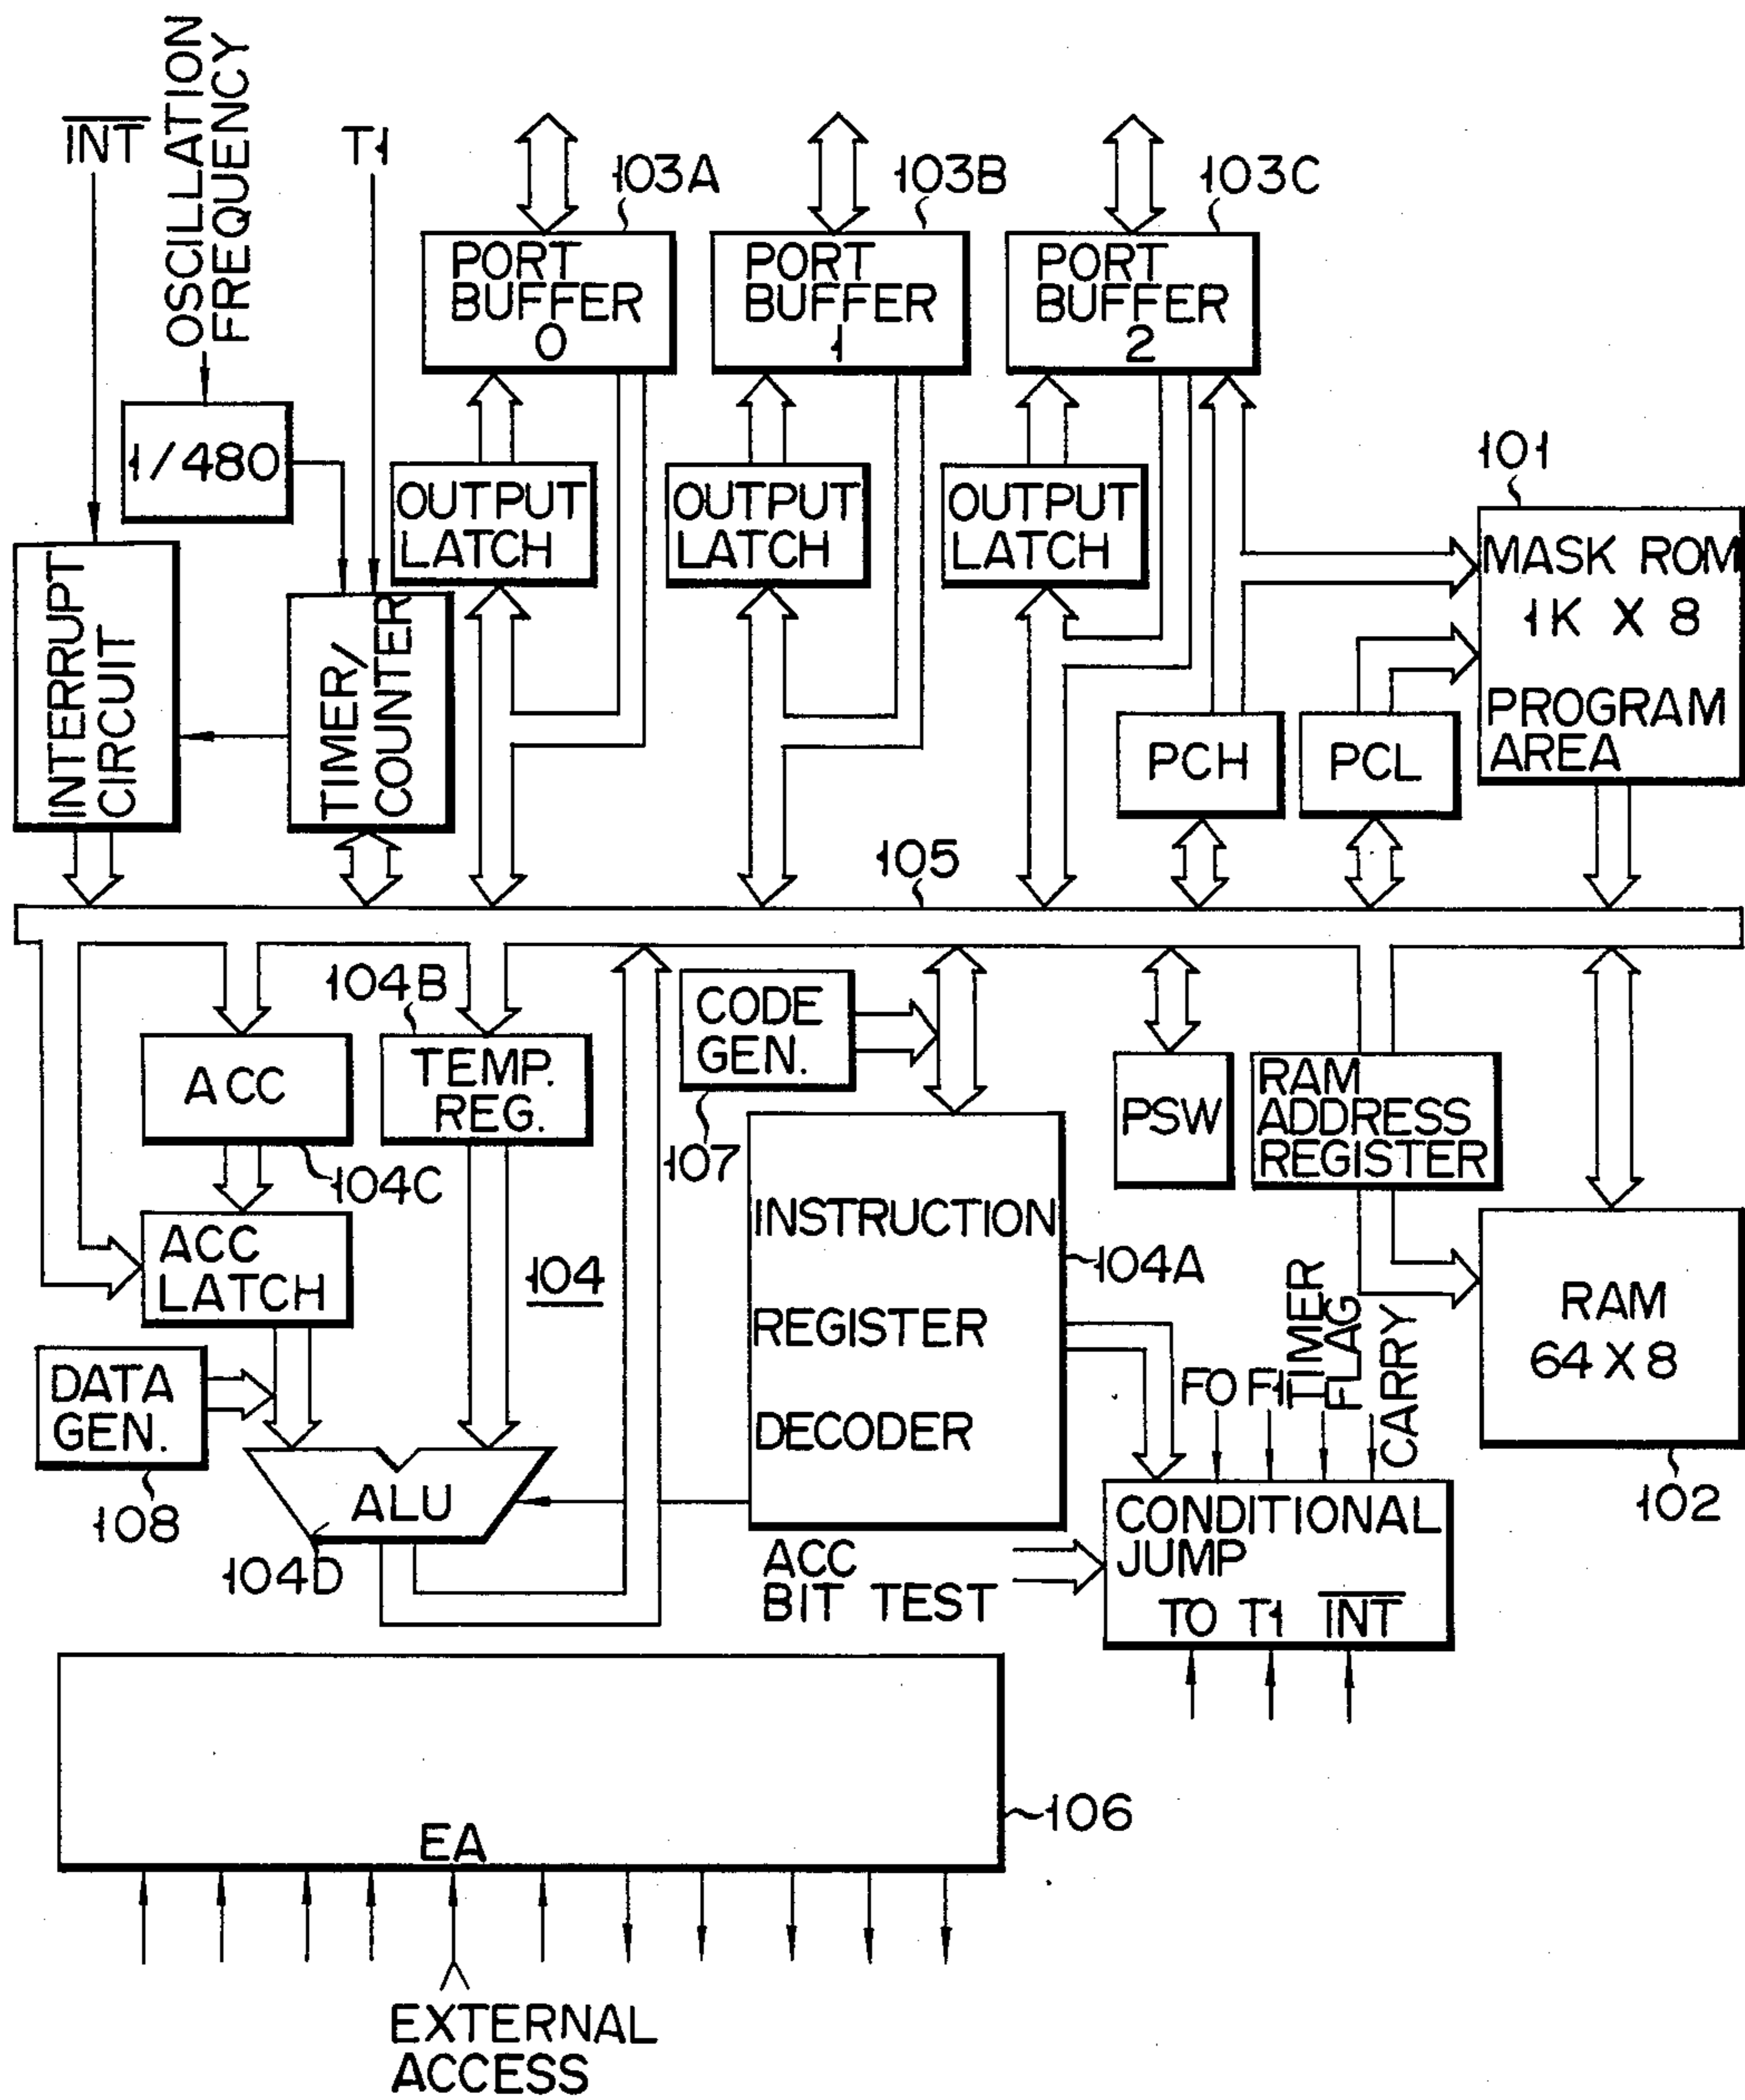 INT
OSCILLATION
FREQUENCY
T1
103A
103B
103C
PORT
BUFFER
0
PORT
BUFFER
1
PORT
BUFFER
2
1/480
OUTPUT
LATCH
OUTPUT
LATCH
OUTPUT
LATCH
101
MASK ROM
1K X 8
PROGRAM
AREA
INTERRUPT
CIRCUIT
TIMER/
COUNTER
PCH
PCL
105
104B
CODE
GEN.
107
ACC
TEMP.
REG.
104C
PSW
RAM
ADDRESS
REGISTER
ACC
LATCH
104
INSTRUCTION
REGISTER
DECODER
104A
RAM
64 X 8
102
DATA
GEN.
108
ALU
104D
F0 F1
TIMER
FLAG
CARRY
ACC
BIT TEST
CONDITIONAL
JUMP
T0 T1 INT
106
EA
EXTERNAL
ACCESS